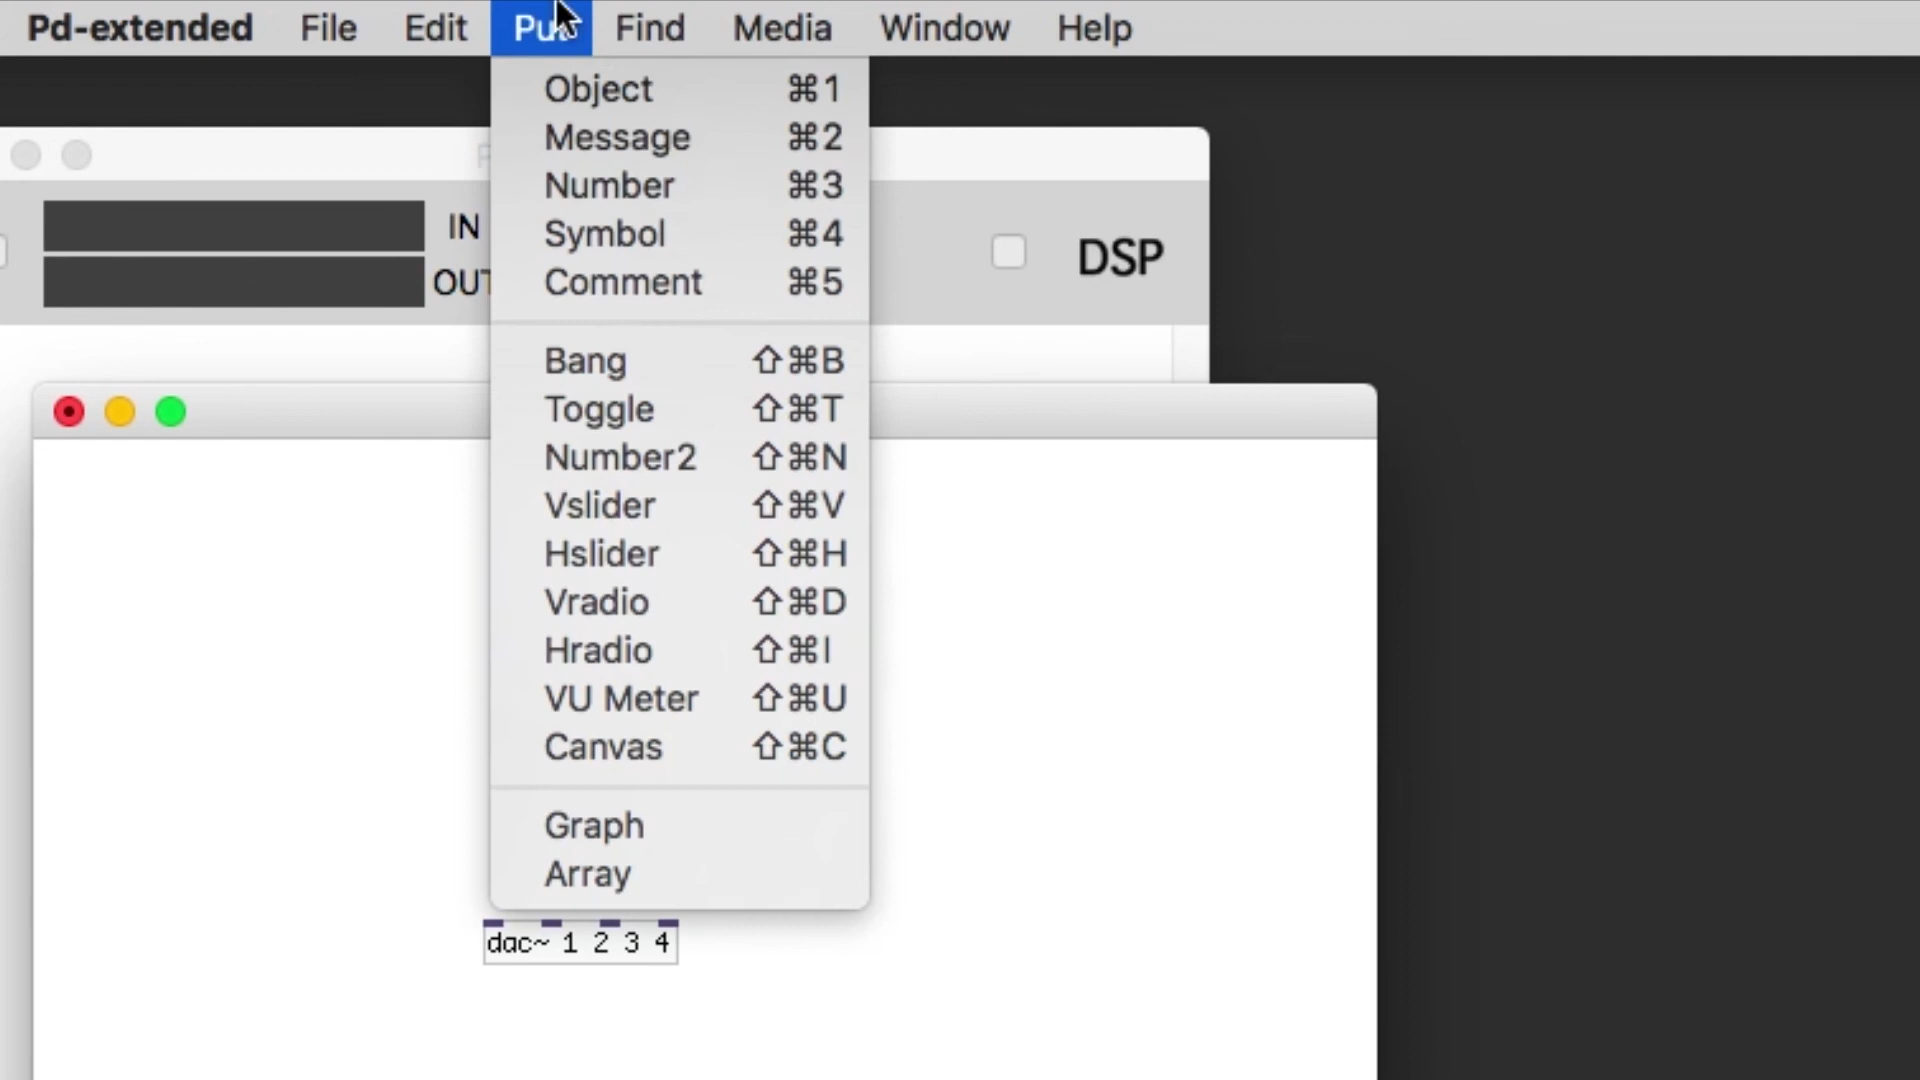 Pd-extended File Edit Put Find Media Window Help
Object ⌘1
Message ⌘2
Number ⌘3
Symbol ⌘4
Comment ⌘5
Bang ⇧⌘B
Toggle ⇧⌘T
Number2 ⇧⌘N
Vslider ⇧⌘V
Hslider ⇧⌘H
Vradio ⇧⌘D
Hradio ⇧⌘I
VU Meter ⇧⌘U
Canvas ⇧⌘C
Graph
Array
IN
OUT
DSP
dac~ 1 2 3 4